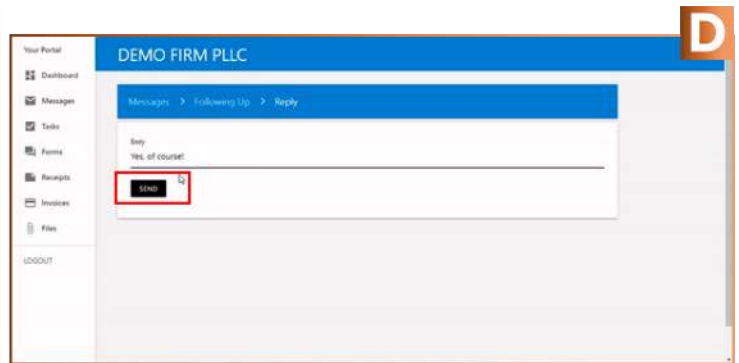 D
Your Portal
DEMO FIRM PLLC
Dashboard
Messages
Messages > Following Up > Reply
Tasks
Body
Forms
Yes, of course!
Receipts
SEND
Invoices
Files
LOGOUT